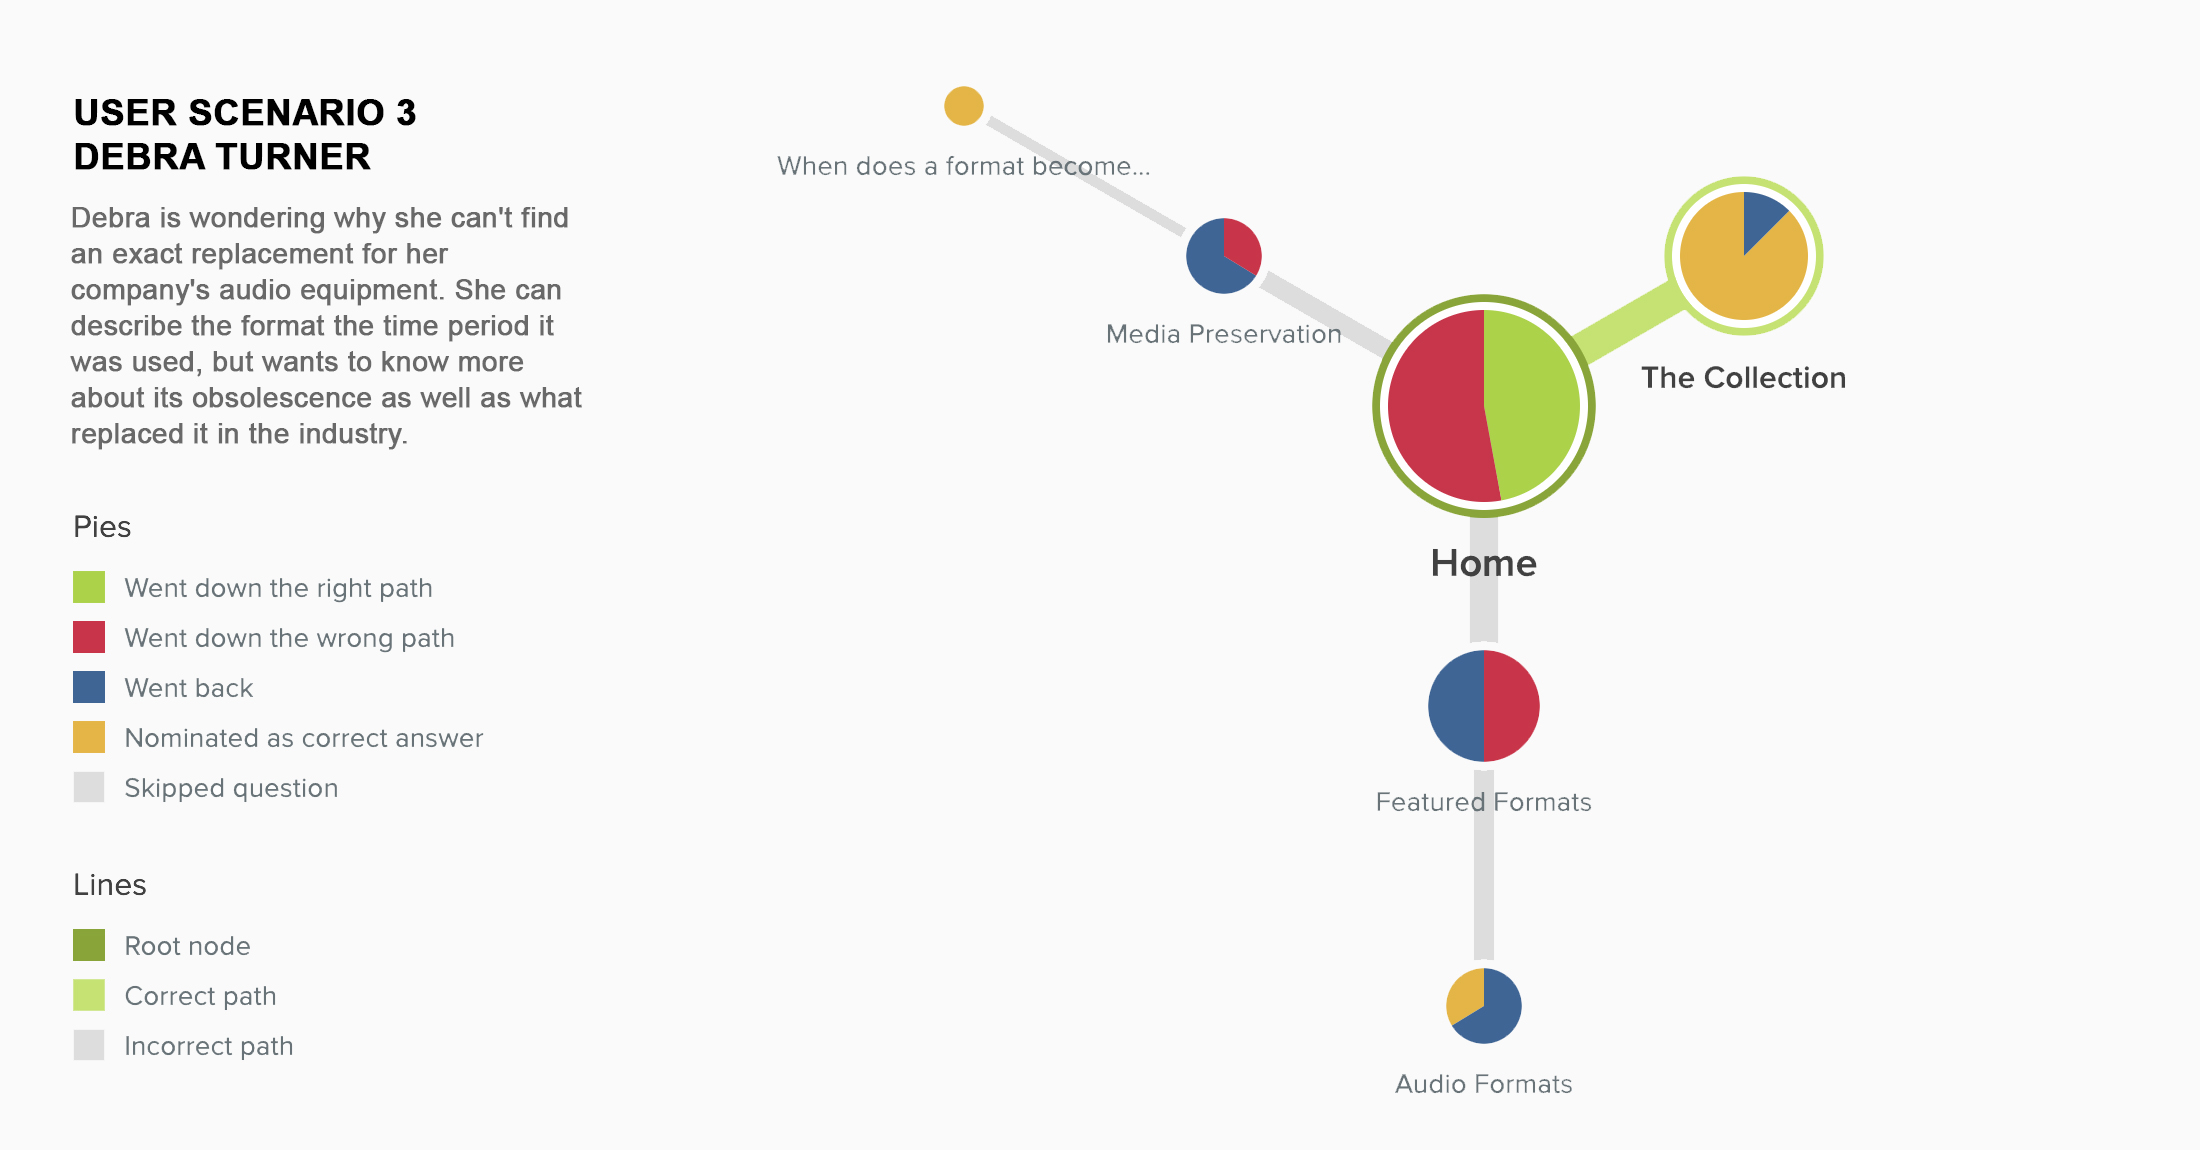 USER SCENARIO 3
DEBRA TURNER
Debra is wondering why she can't find
an exact replacement for her
company's audio equipment. She can
describe the format the time period it
was used, but wants to know more
about its obsolescence as well as what
replaced it in the industry.
Pies
Went down the right path
Went down the wrong path
Went back
Nominated as correct answer
Skipped question
Lines
Root node
Correct path
Incorrect path
When does a format become...
Media Preservation
The Collection
Home
Featured Formats
Audio Formats